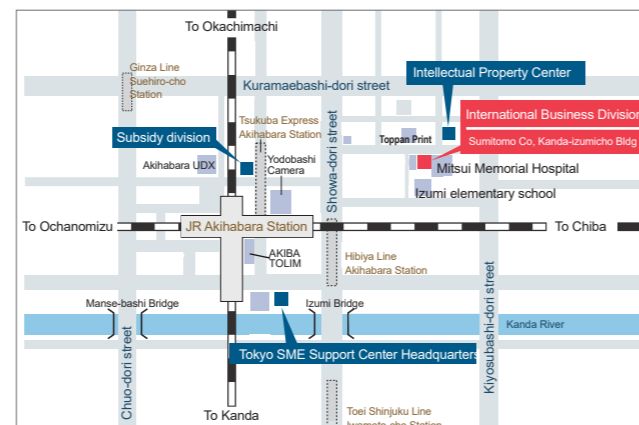 To Okachimachi
Ginza Line
Suehiro-cho
Station
Kuramaebashi-dori street
Intellectual Property Center
International Business Division
Sumitomo Co, Kanda-izumicho Bldg
Tsukuba Express
Akihabara Station
Toppan Print
Subsidy division
Akihabara UDX
Yodobashi
Camera
Showa-dori street
Mitsui Memorial Hospital
Izumi elementary school
To Ochanomizu
JR Akihabara Station
To Chiba
AKIBA
TOLIM
Hibiya Line
Akihabara Station
Manse-bashi Bridge
Izumi Bridge
Kanda River
Chuo-dori street
Kiyosubashi-dori street
Tokyo SME Support Center Headquarters
To Kanda
Toei Shinjuku Line
Iwamoto-cho Station